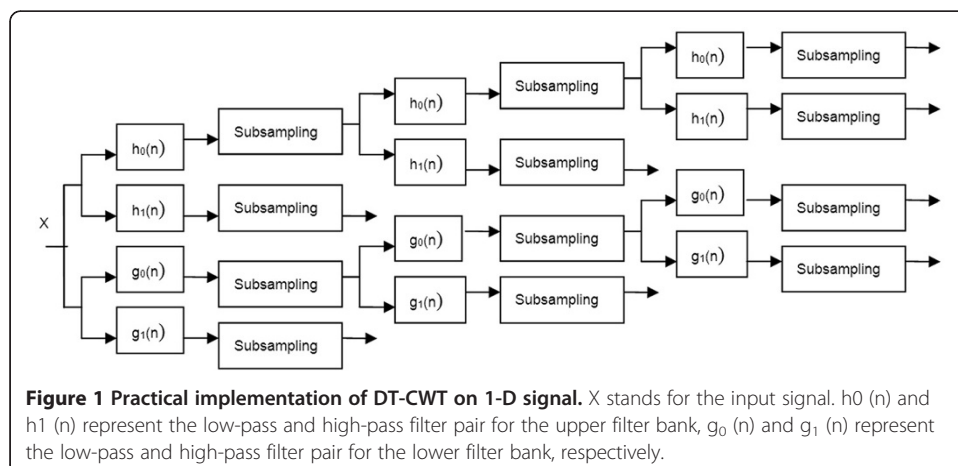 h₀(n)
Subsampling
h₀(n)
Subsampling
h₀(n)
Subsampling
h₁(n)
Subsampling
h₁(n)
Subsampling
X
h₁(n)
Subsampling
g₀(n)
Subsampling
g₀(n)
Subsampling
g₀(n)
Subsampling
g₁(n)
Subsampling
g₁(n)
Subsampling
g₁(n)
Subsampling
Figure 1 Practical implementation of DT-CWT on 1-D signal. X stands for the input signal. h0 (n) and
h1 (n) represent the low-pass and high-pass filter pair for the upper filter bank, g₀ (n) and g₁ (n) represent
the low-pass and high-pass filter pair for the lower filter bank, respectively.